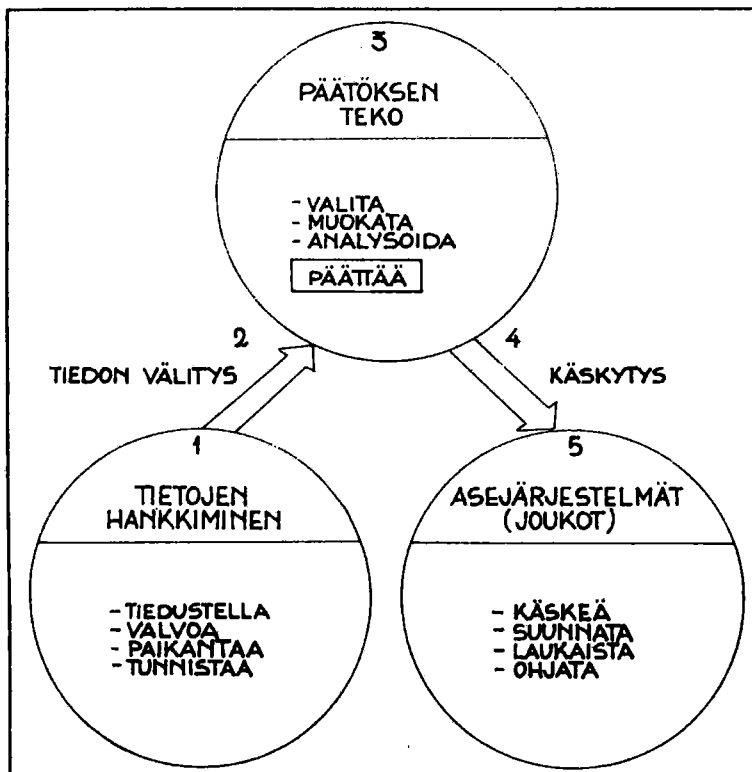 3
PÄÄTÖKSEN
TEKO
- VALITA
- MUOKATA
- ANALYSOIDA
PÄÄTTÄÄ
2
TIEDON VÄLITYS
4
KÄSKYTYS
1
TIETOJEN
HANKKIMINEN
- TIEDUSTELLA
- VALVOA
- PAIKANTAA
- TUNNISTAA
5
ASEJÄRJESTELMÄT
(JOUKOT)
- KÄSKEÄ
- SUUNNATA
- LAUKAISTA
- OHJATA